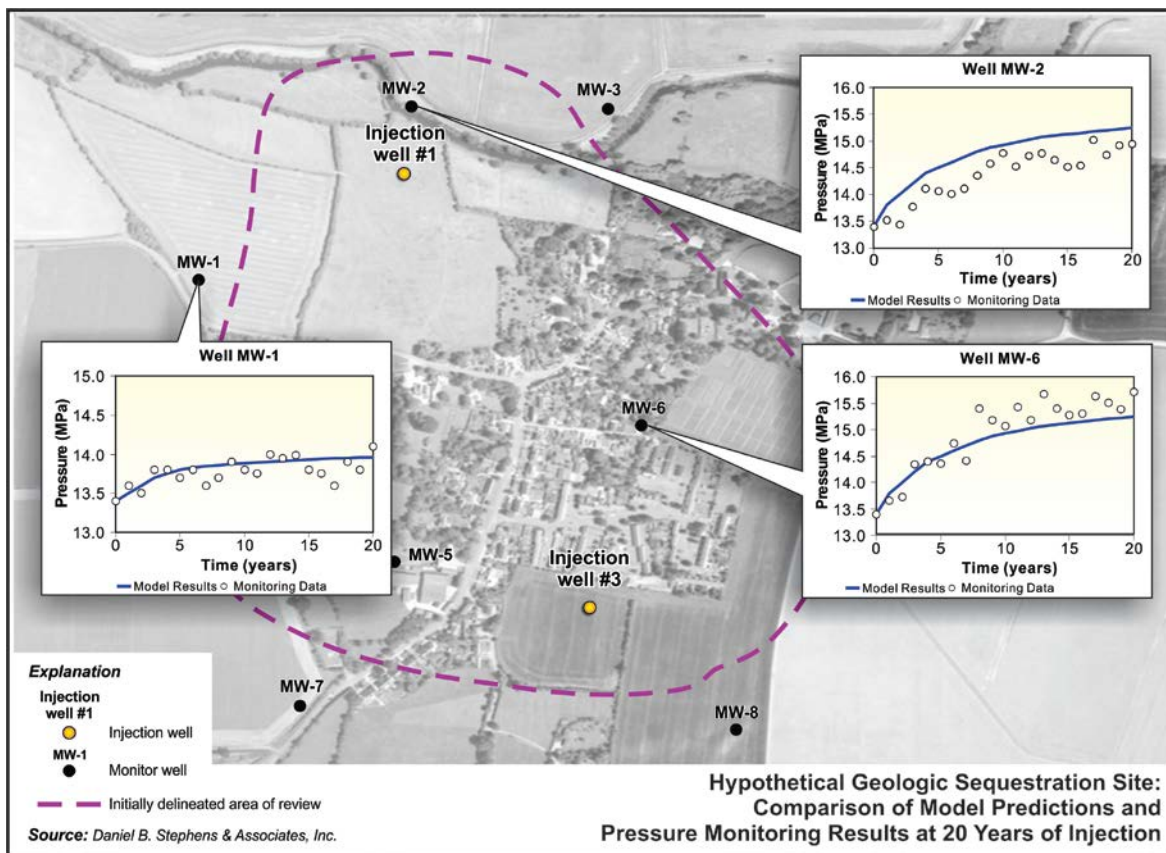 MW-2
MW-3
Injection
well #1
MW-1
Well MW-2
Pressure (MPa)
16.0
15.5
15.0
14.5
14.0
13.5
13.0
0 5 10 15 20
Time (years)
Model Results Monitoring Data
Well MW-1
Pressure (MPa)
15.0
14.5
14.0
13.5
13.0
0 5 10 15 20
Time (years)
Model Results Monitoring Data
MW-6
Well MW-6
Pressure (MPa)
16.0
15.5
15.0
14.5
14.0
13.5
13.0
0 5 10 15 20
Time (years)
Model Results Monitoring Data
MW-5
Injection
well #3
MW-7
MW-8
Explanation
Injection
well #1
Injection well
MW-1
Monitor well
Initially delineated area of review
Source: Daniel B. Stephens & Associates, Inc.
Hypothetical Geologic Sequestration Site:
Comparison of Model Predictions and
Pressure Monitoring Results at 20 Years of Injection